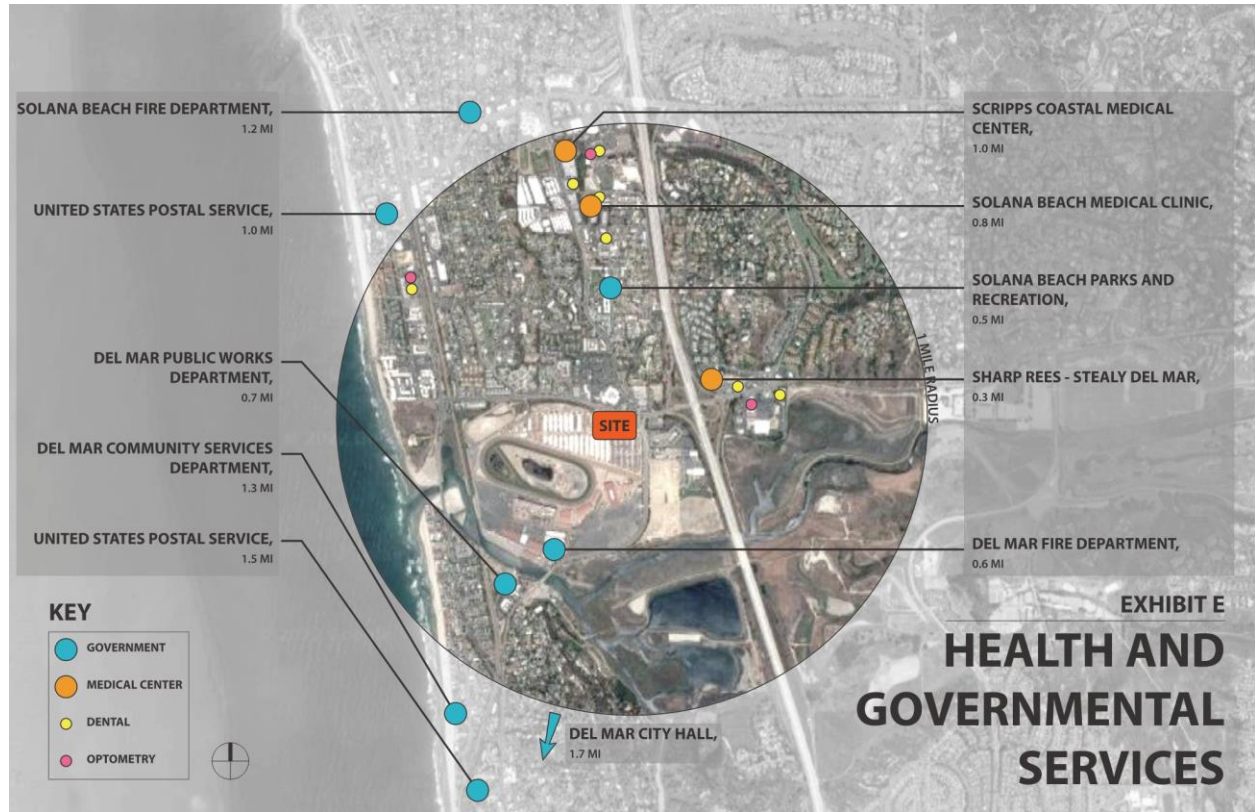 SOLANA BEACH FIRE DEPARTMENT,
1.2 MI
UNITED STATES POSTAL SERVICE,
1.0 MI
DEL MAR PUBLIC WORKS
DEPARTMENT,
0.7 MI
DEL MAR COMMUNITY SERVICES
DEPARTMENT,
1.3 MI
UNITED STATES POSTAL SERVICE,
1.5 MI
SCRIPPS COASTAL MEDICAL
CENTER,
1.0 MI
SOLANA BEACH MEDICAL CLINIC,
0.8 MI
SOLANA BEACH PARKS AND
RECREATION,
0.5 MI
SHARP REES - STEALY DEL MAR,
0.3 MI
DEL MAR FIRE DEPARTMENT,
0.6 MI
1 MILE RADIUS
SITE
DEL MAR CITY HALL,
1.7 MI
KEY
GOVERNMENT
MEDICAL CENTER
DENTAL
OPTOMETRY
EXHIBIT E
HEALTH AND
GOVERNMENTAL
SERVICES